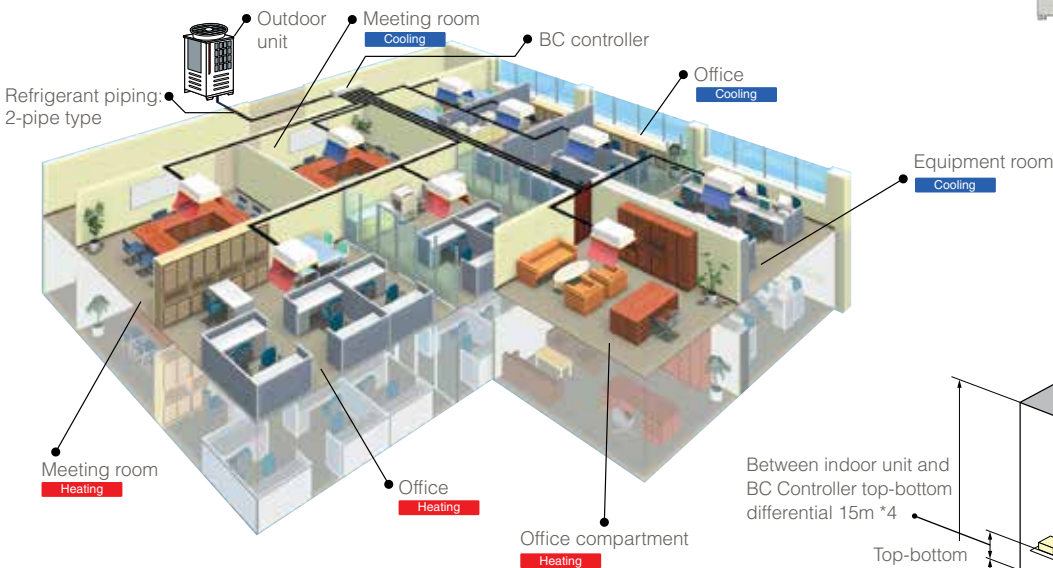 Outdoor
unit
Meeting room
Cooling
BC controller
Office
Cooling
Refrigerant piping:
2-pipe type
Equipment room
Cooling
Meeting room
Heating
Office
Heating
Office compartment
Heating
Between indoor unit and
BC Controller top-bottom
differential 15m *4
Top-bottom